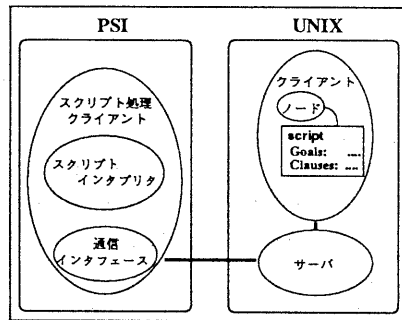 PSI
スクリプト処理
クライアント
スクリプト
インタプリタ
通信
インタフェース
UNIX
クライアント
ノード
script
Goals: ....
Clauses: ....
サーバ